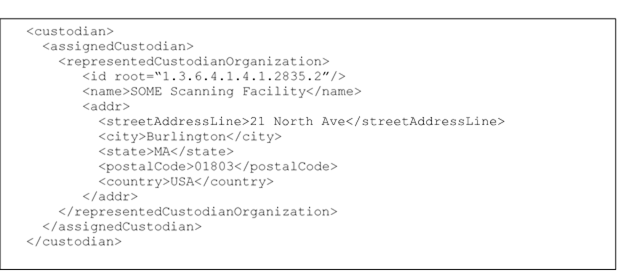 <custodian>
<assignedCustodian>
<representedCustodianOrganization>
<id root=“1.3.6.4.1.4.1.2835.2”/>
<name>SOME Scanning Facility</name>
<addr>
<streetAddressLine>21 North Ave</streetAddressLine>
<city>Burlington</city>
<state>MA</state>
<postalCode>01803</postalCode>
<country>USA</country>
</addr>
</representedCustodianOrganization>
</assignedCustodian>
</custodian>